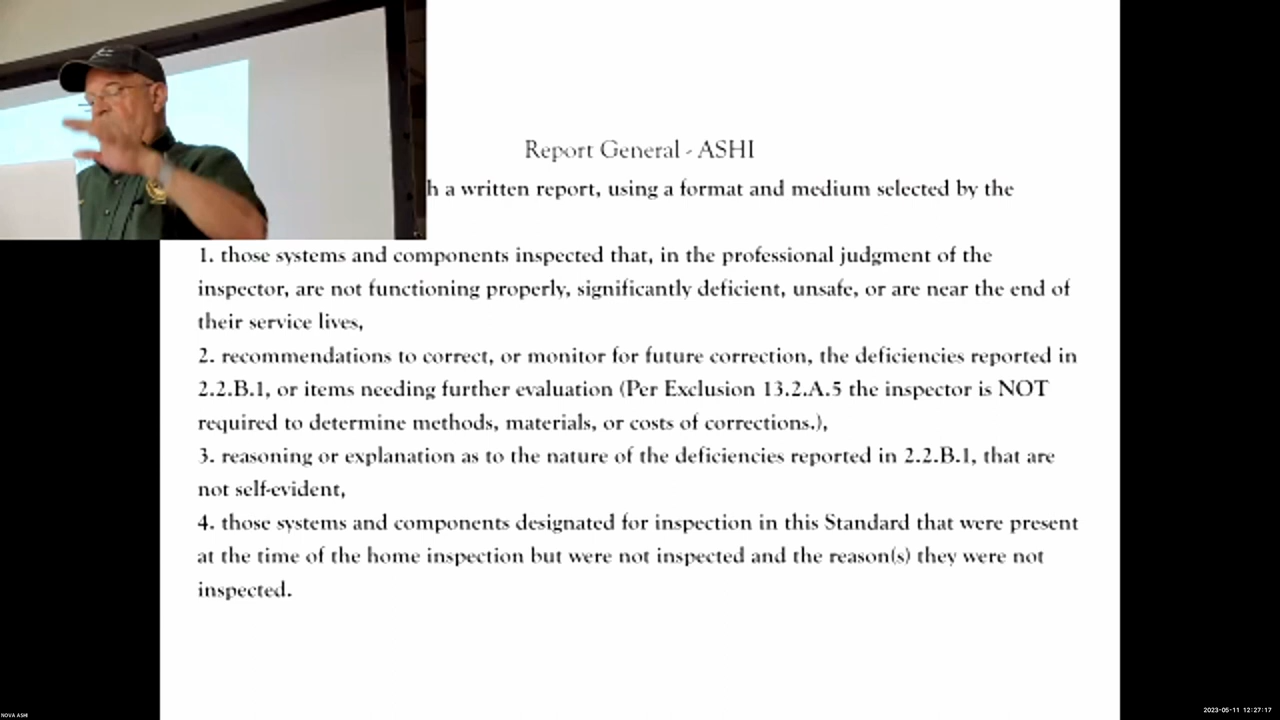 Report General - ASHI
h a written report, using a format and medium selected by the
1. those systems and components inspected that, in the professional judgment of the
inspector, are not functioning properly, significantly deficient, unsafe, or are near the end of
their service lives,
2. recommendations to correct, or monitor for future correction, the deficiencies reported in
2.2.B.1, or items needing further evaluation (Per Exclusion 13.2.A.5 the inspector is NOT
required to determine methods, materials, or costs of corrections.),
3. reasoning or explanation as to the nature of the deficiencies reported in 2.2.B.1, that are
not self-evident,
4. those systems and components designated for inspection in this Standard that were present
at the time of the home inspection but were not inspected and the reason(s) they were not
inspected.
NOVA ASHI
2023-05-11 12:27:17